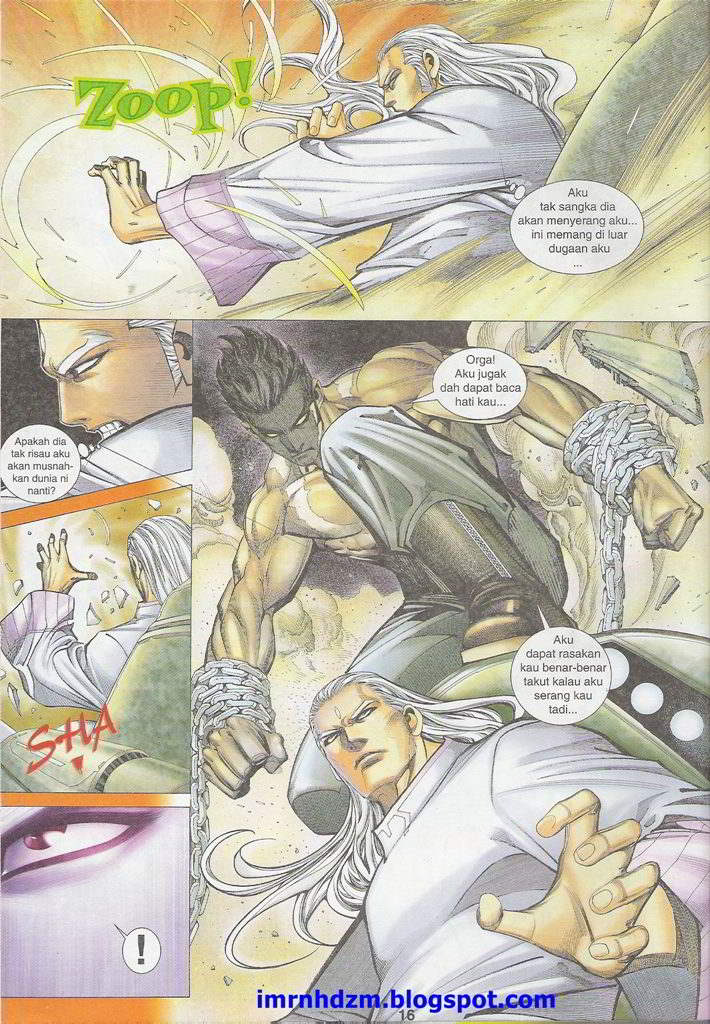 Zoop!
Aku
tak sangka dia
akan menyerang aku...
ini memang di luar
dugaan aku
...
Apakah dia
tak risau aku
akan musnah-
kan dunia ni
nanti?
Orga!
Aku jugak
dah dapat baca
hati kau...
Aku
dapat rasakan
kau benar-benar
takut kalau aku
serang kau
tadi...
SHA
!
imrnhdzm.blogspot.com
16